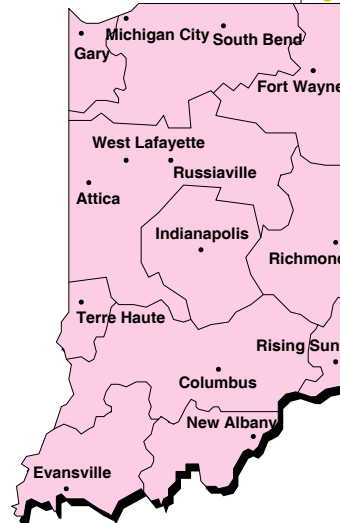 Michigan City
South Bend
Gary
Fort Wayne
West Lafayette
Russiaville
Attica
Indianapolis
Richmond
Terre Haute
Rising Sun
Columbus
New Albany
Evansville